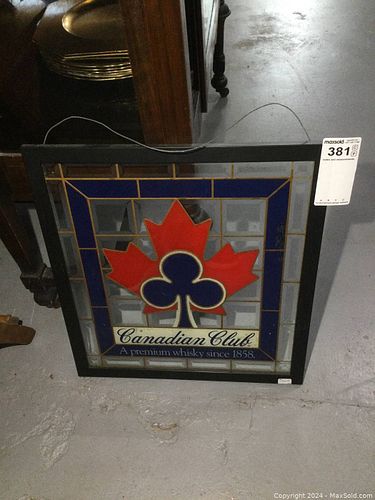 maxsold
381
Canadian Club.
A premium whisky since 1858.
Copyright 2024 - MaxSold.com